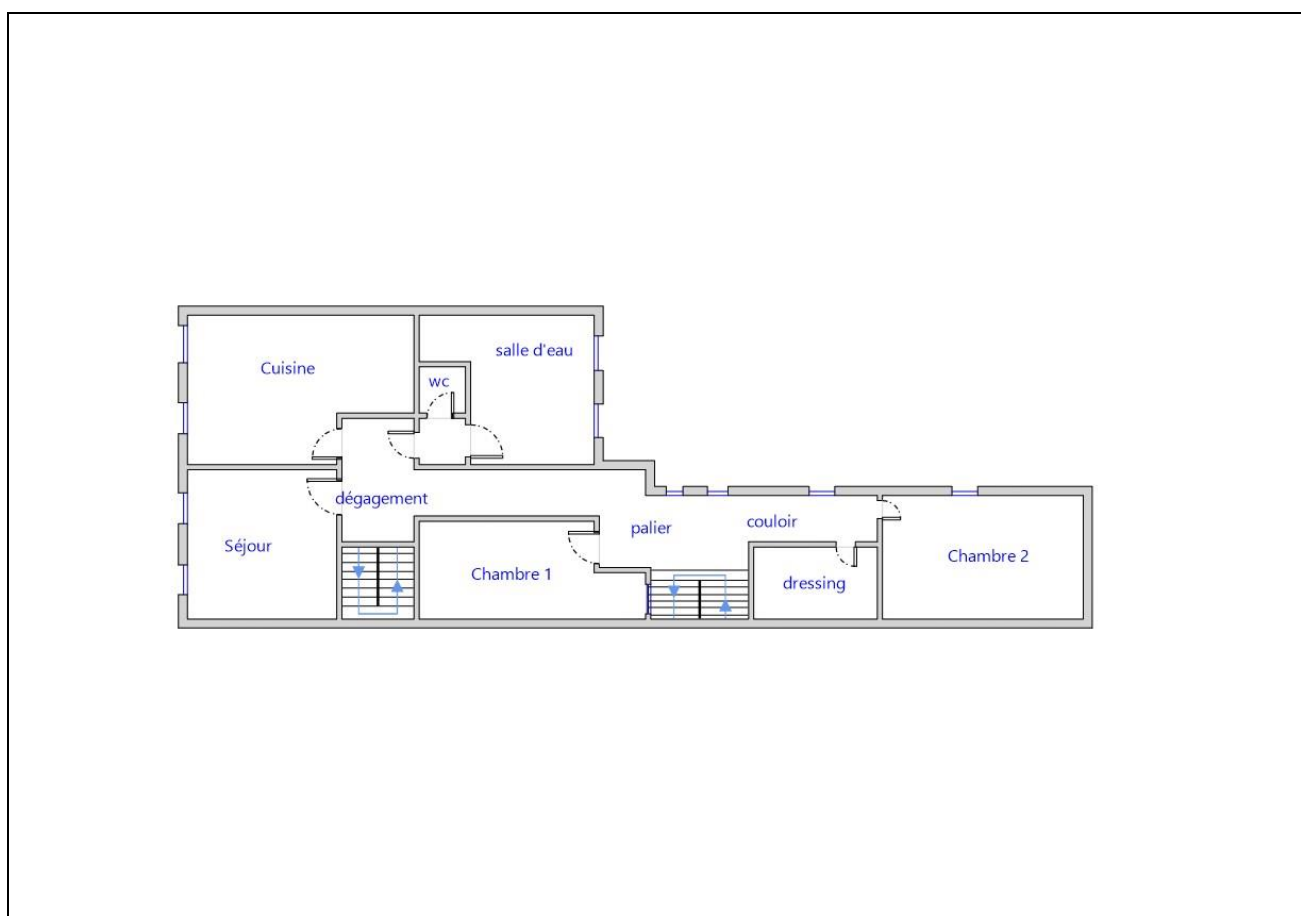 salle d'eau
Cuisine
wc
dégagement
palier
couloir
Séjour
Chambre 1
Chambre 2
dressing